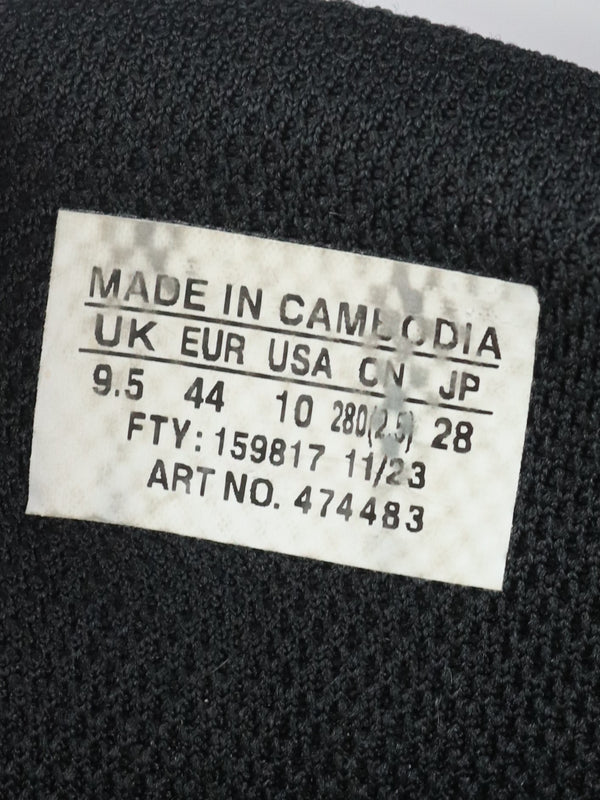 MADE IN CAMBODIA
UK EUR USA CN JP
9.5 44 10 280(2.5) 28
FTY: 159817 11/23
ART NO. 474483